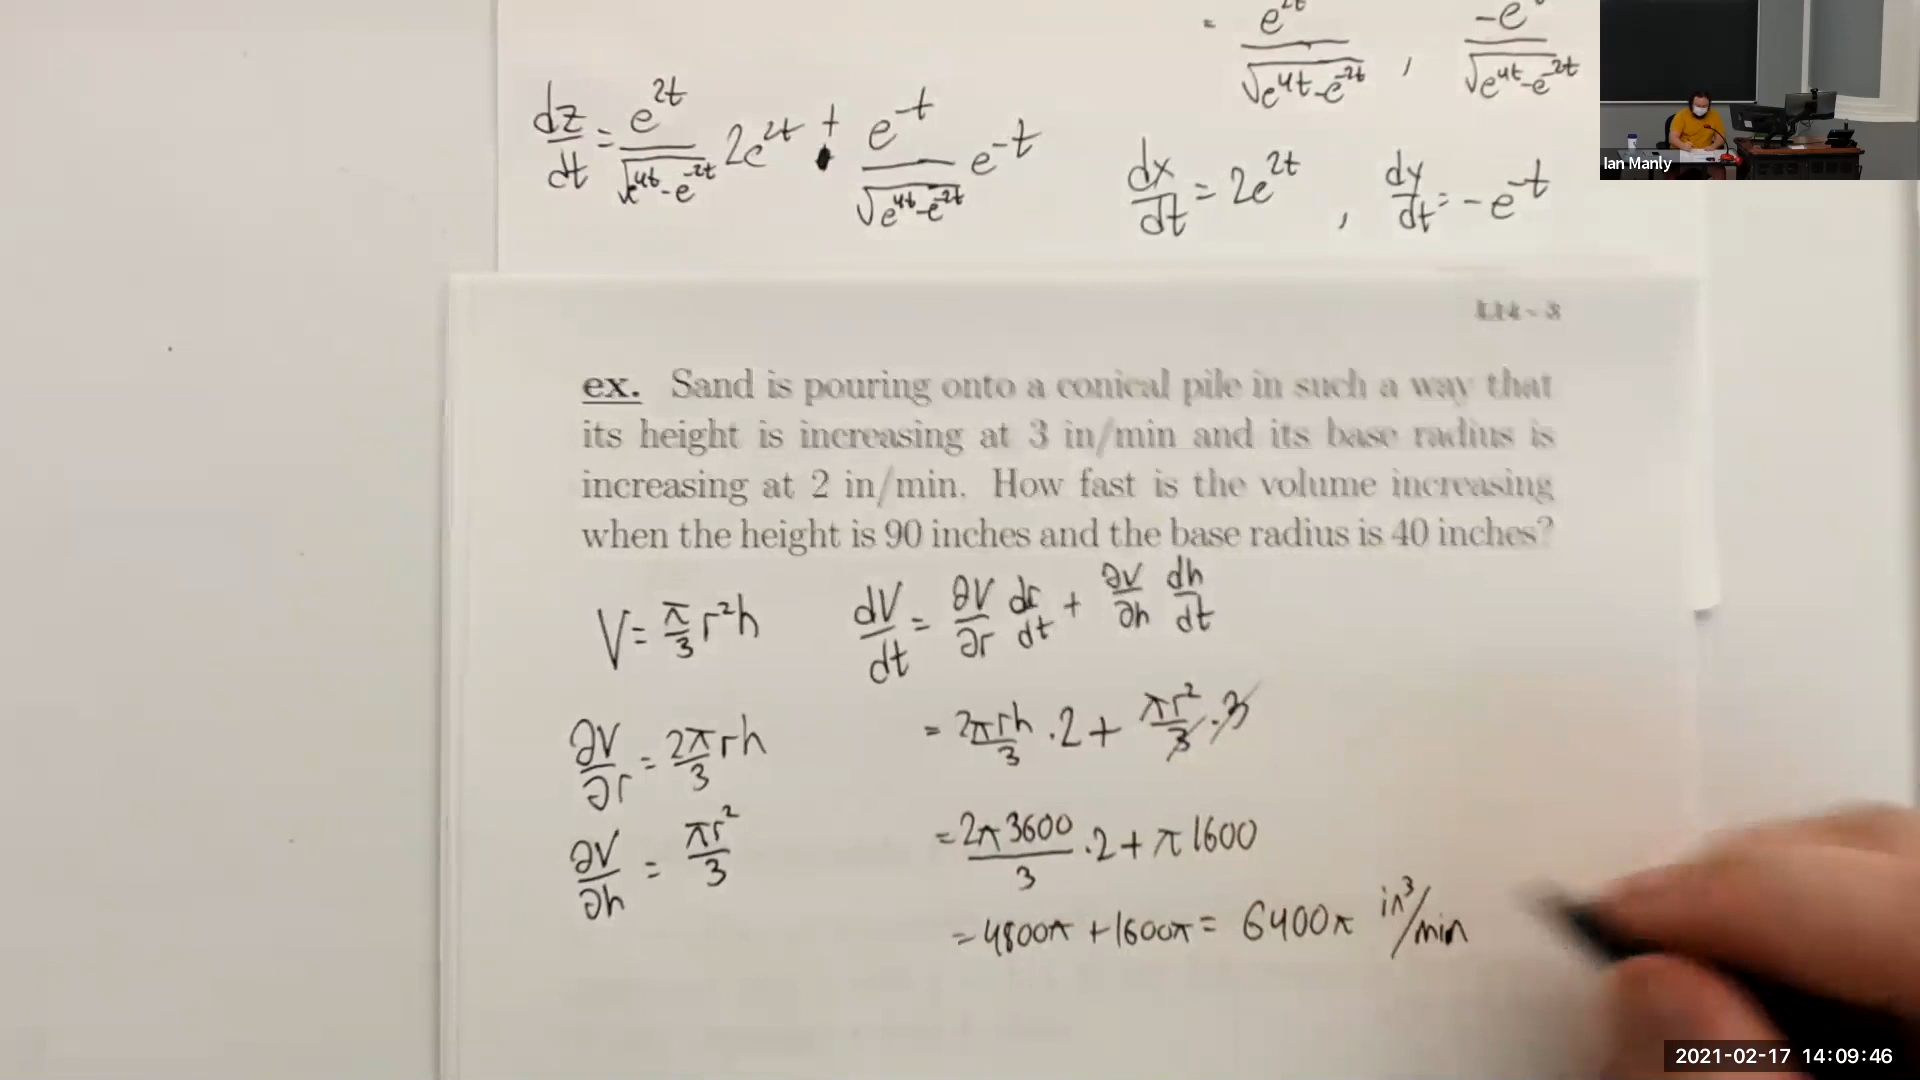 = e^{2t}/√(e^{4t}-e^{-2t}) , -e/√(e^{4t}-e^{-2t})
dz/dt = e^{2t}/√(e^{4t}-e^{-2t}) 2e^{2t} + e^{-t}/√(e^{4t}-e^{-2t}) e^{-t}
dx/dt = 2e^{2t} , dy/dt = -e^{-t}
Ian Manly
L14 - 3
ex. Sand is pouring onto a conical pile in such a way that
its height is increasing at 3 in/min and its base radius is
increasing at 2 in/min. How fast is the volume increasing
when the height is 90 inches and the base radius is 40 inches?
V = π/3 r²h
dV/dt = ∂V/∂r dr/dt + ∂V/∂h dh/dt
∂V/∂r = 2π/3 rh
= 2πrh/3 · 2 + πr²/3 · 3
∂V/∂h = πr²/3
= 2π3600/3 · 2 + π1600
= 4800π + 1600π = 6400π in³/min
2021-02-17 14:09:46